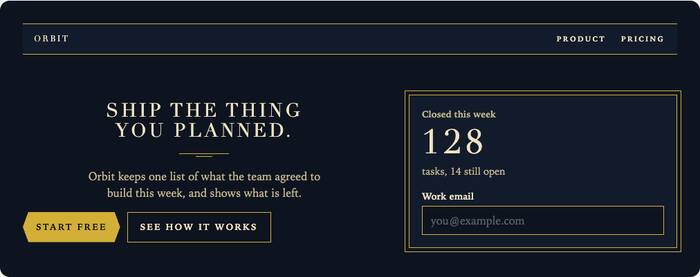 ORBIT
PRODUCT PRICING
SHIP THE THING
YOU PLANNED.
Orbit keeps one list of what the team agreed to
build this week, and shows what is left.
START FREE SEE HOW IT WORKS
Closed this week
128
tasks, 14 still open
Work email
you@example.com